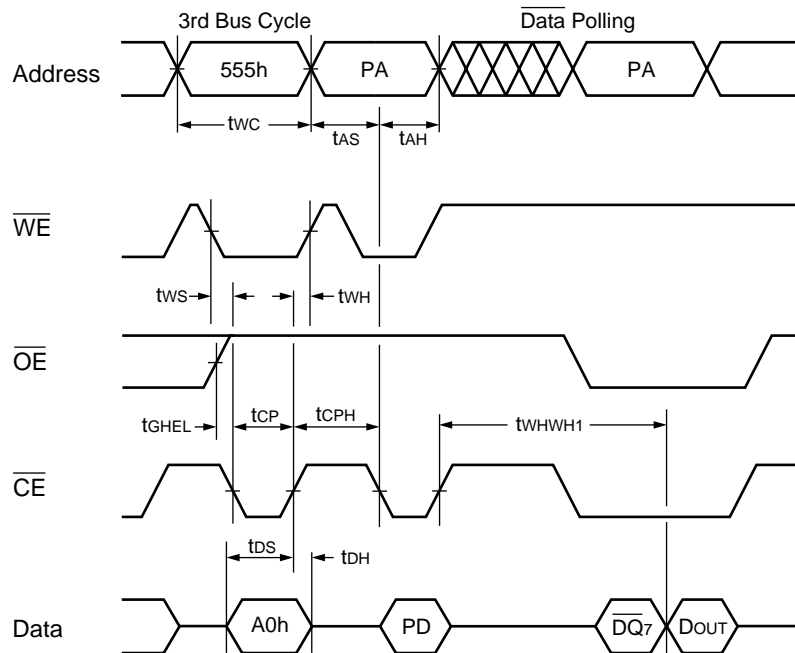 3rd Bus Cycle
Data Polling
Address
555h
PA
PA
tWC
tAS
tAH
WE
tWS
tWH
OE
tGHEL
tCP
tCPH
tWHWH1
CE
tDS
tDH
Data
A0h
PD
DQ7
DOUT